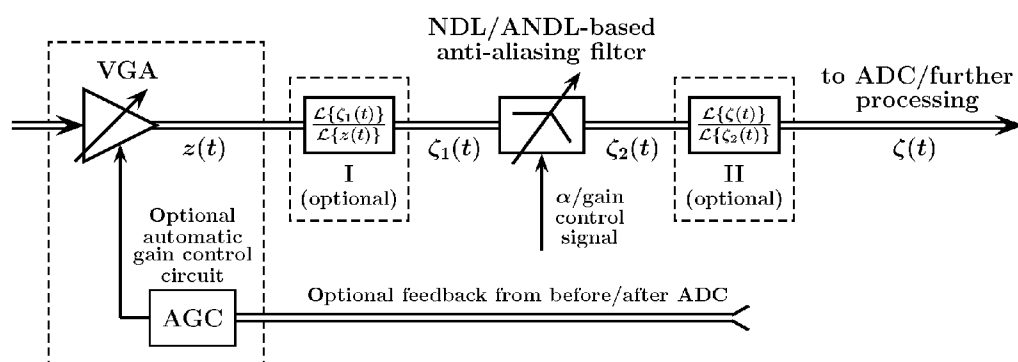 NDL/ANDL-based
anti-aliasing filter
VGA
to ADC/further
processing
ℒ{ζ₁(t)}
ℒ{z(t)}
ℒ{ζ(t)}
ℒ{ζ₂(t)}
z(t)
ζ₁(t)
ζ₂(t)
ζ(t)
I
(optional)
II
(optional)
α/gain
control
signal
Optional
automatic
gain control
circuit
AGC
Optional feedback from before/after ADC